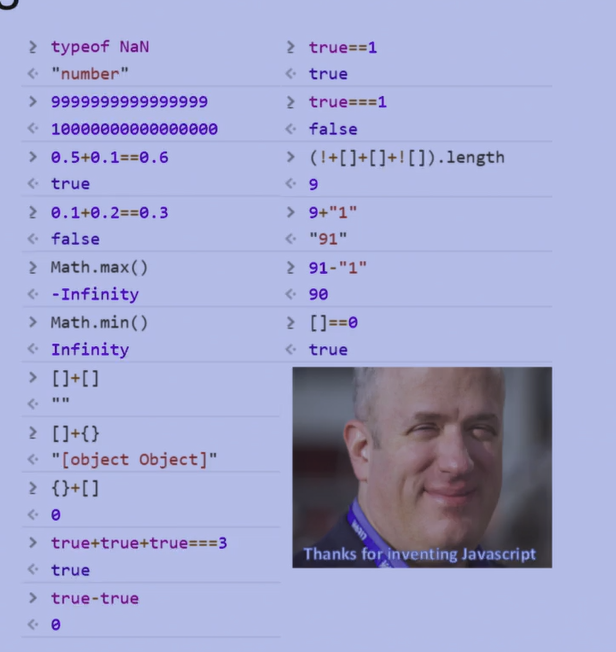 > typeof NaN
<· "number"
> 9999999999999999
<· 10000000000000000
> 0.5+0.1==0.6
<· true
> 0.1+0.2==0.3
<· false
> Math.max()
<· -Infinity
> Math.min()
<· Infinity
> []+[]
<· ""
> []+{}
<· "[object Object]"
> {}+[]
<· 0
> true+true+true===3
<· true
> true-true
<· 0
> true==1
<· true
> true===1
<· false
> (!+[]+[]+![]).length
<· 9
> 9+"1"
<· "91"
> 91-"1"
<· 90
> []==0
<· true
Thanks for inventing Javascript